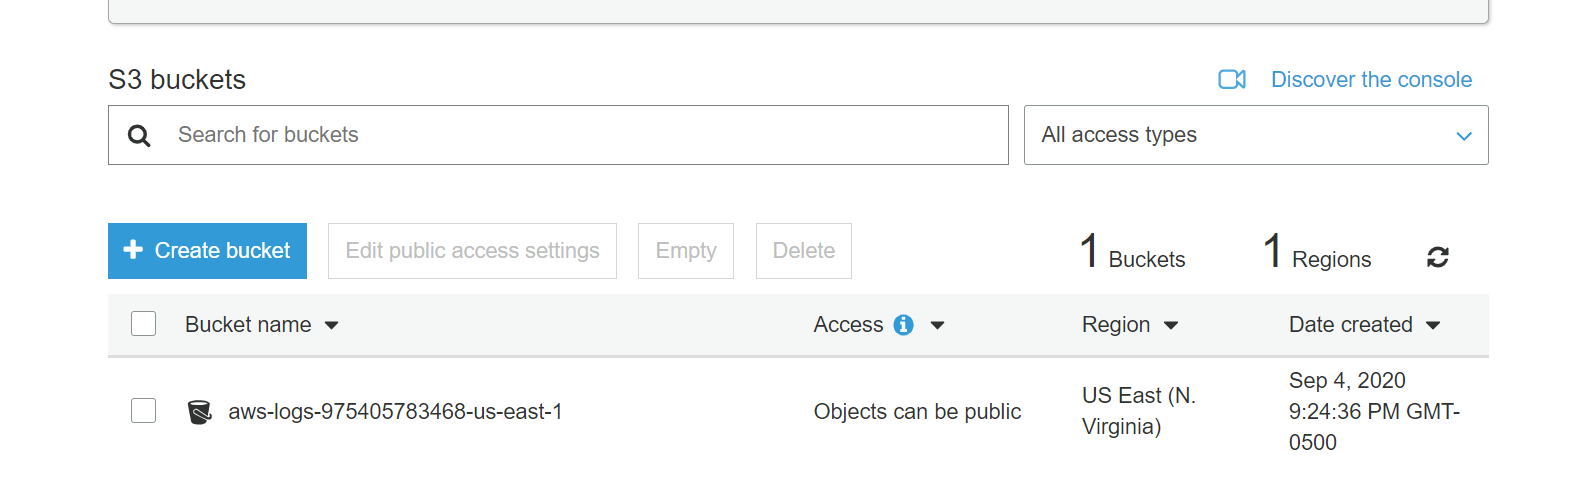 S3 buckets
Discover the console
Search for buckets
All access types
Create bucket
Edit public access settings
Empty
Delete
1 Buckets
1 Regions
Bucket name
Access
Region
Date created
aws-logs-975405783468-us-east-1
Objects can be public
US East (N.
Virginia)
Sep 4, 2020
9:24:36 PM GMT-
0500